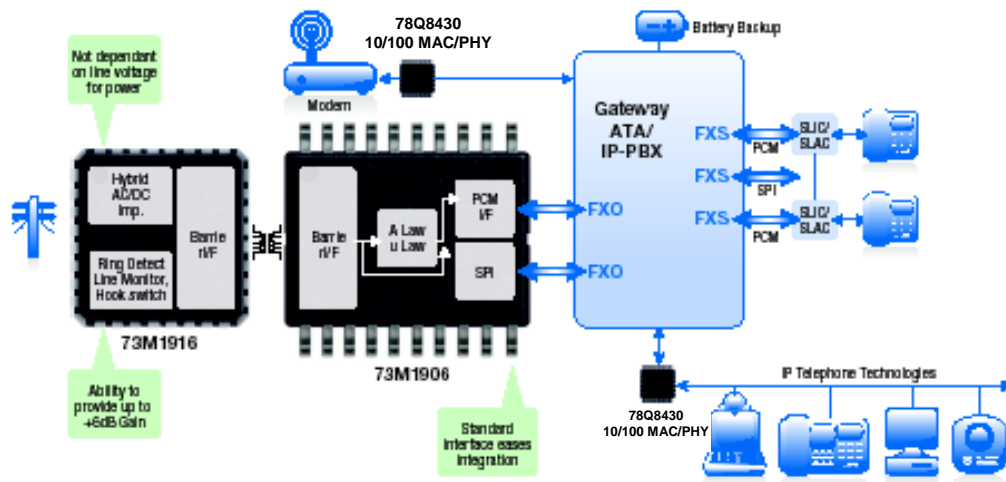 78Q8430
10/100 MAC/PHY
Battery Backup
Not dependant
on line voltage
for power
Modem
Gateway
ATA/
IP-PBX
FXS
PCM
SLIC/
SLAC
FXS
SPI
FXS
PCM
SLIC/
SLAC
Hybrid
AC/DC
Imp.
Barrie
r I/F
Ring Detect
Line Monitor,
Hook switch
73M1916
Barrie
r I/F
A Law
u Law
PCM
I/F
SPI
FXO
FXO
73M1906
Ability to
provide up to
+6dB Gain
Standard
interface eases
integration
IP Telephone Technologies
78Q8430
10/100 MAC/PHY